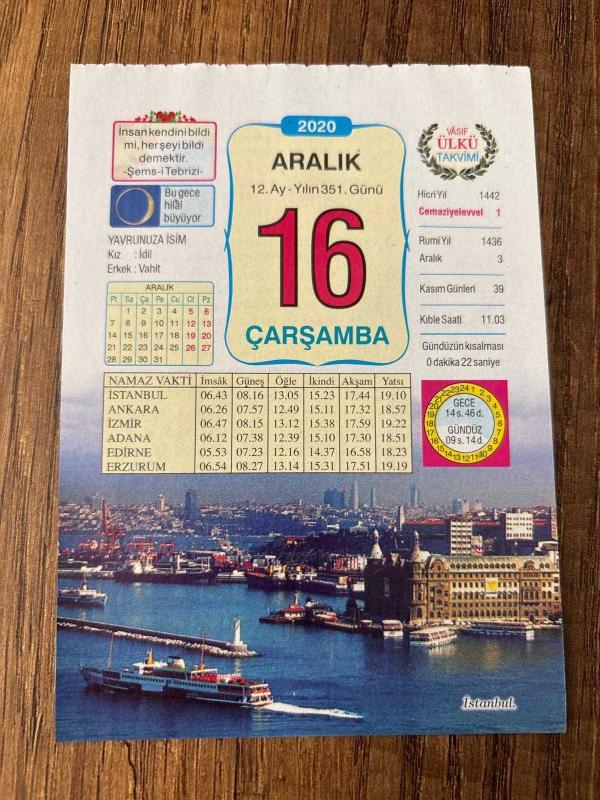 2020
ARALIK
12. Ay - Yılın 351. Günü
16
ÇARŞAMBA
İnsan kendini bildi
mi, her şeyi bildi
demektir.
-Şems-i Tebrizi-
Bu gece
hilâl
büyüyor
YAVRUNUZA İSİM
Kız : İdil
Erkek : Vahit
ARALIK
Pt Sa Ça Pe Cu Ct Pz
1 2 3 4 5 6
7 8 9 10 11 12 13
14 15 16 17 18 19 20
21 22 23 24 25 26 27
28 29 30 31
VÂSIF
ÜLKÜ
TAKVİMİ
Hicri Yıl 1442
Cemaziyelevvel 1
Rumi Yıl 1436
Aralık 3
Kasım Günleri 39
Kıble Saati 11.03
Gündüzün kısalması
0 dakika 22 saniye
NAMAZ VAKTİ İmsâk Güneş Öğle İkindi Akşam Yatsı
İSTANBUL 06.43 08.16 13.05 15.23 17.44 19.10
ANKARA 06.26 07.57 12.49 15.11 17.32 18.57
İZMİR 06.47 08.15 13.12 15.38 17.59 19.22
ADANA 06.12 07.38 12.39 15.10 17.30 18.51
EDİRNE 05.53 07.23 12.16 14.37 16.58 18.23
ERZURUM 06.54 08.27 13.14 15.31 17.51 19.19
GECE
14 s. 46 d.
GÜNDÜZ
09 s. 14 d.
İstanbul.